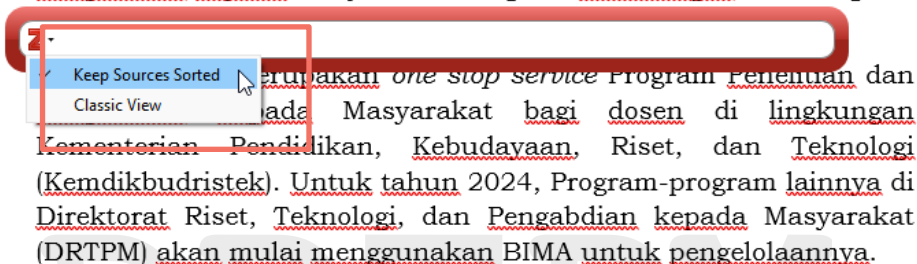 Z
Keep Sources Sorted
Classic View
erupakan one stop service Program Penelitian dan
pada Masyarakat bagi dosen di lingkungan
Kementerian Pendidikan, Kebudayaan, Riset, dan Teknologi
(Kemdikbudristek). Untuk tahun 2024, Program-program lainnya di
Direktorat Riset, Teknologi, dan Pengabdian kepada Masyarakat
(DRTPM) akan mulai menggunakan BIMA untuk pengelolaannya.